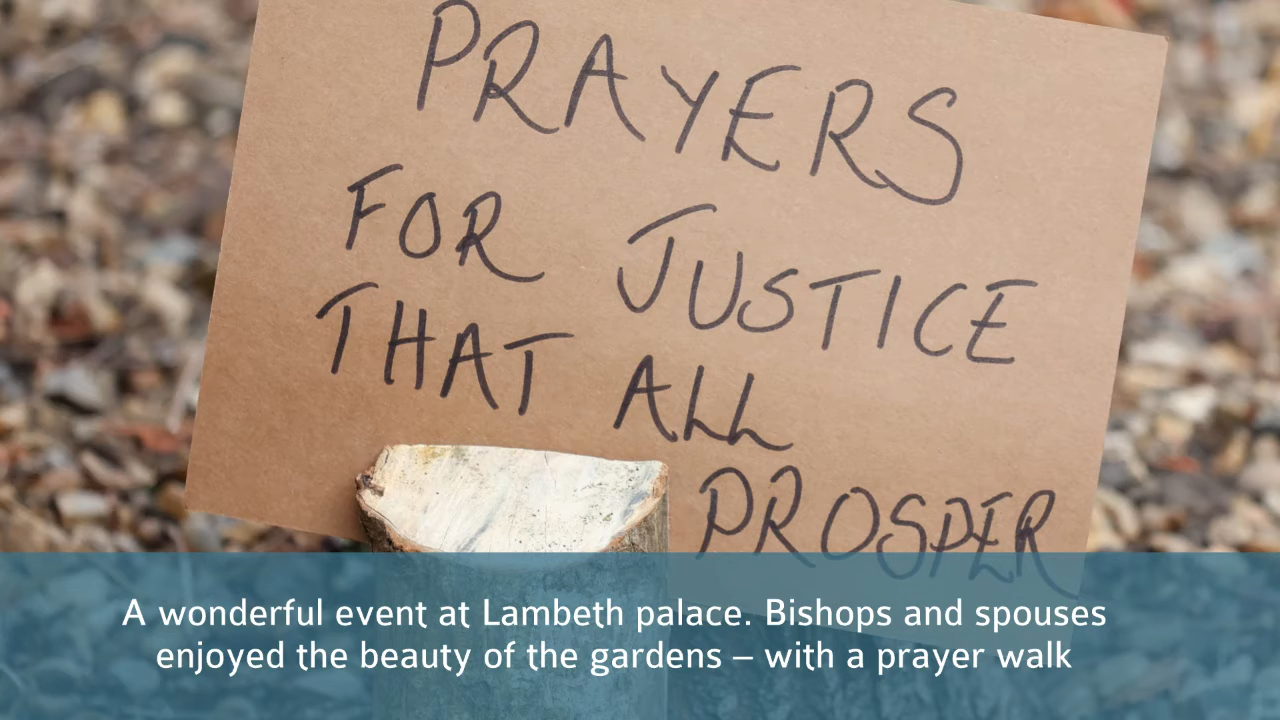 PRAYERS
FOR JUSTICE
THAT ALL
PROSPER
A wonderful event at Lambeth palace. Bishops and spouses
enjoyed the beauty of the gardens – with a prayer walk